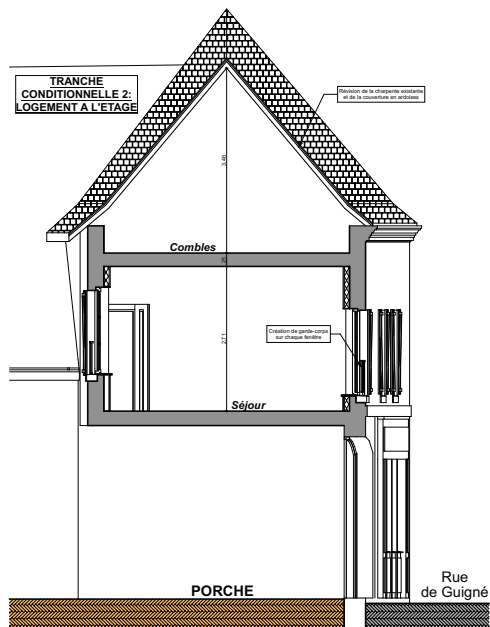 TRANCHE
CONDITIONNELLE 2:
LOGEMENT A L'ETAGE
Révision de la charpente existante
et de la couverture en ardoises
3,46
Combles
25
2,71
Création de garde-corps
sur chaque fenêtre
Séjour
PORCHE
Rue
de Guigné